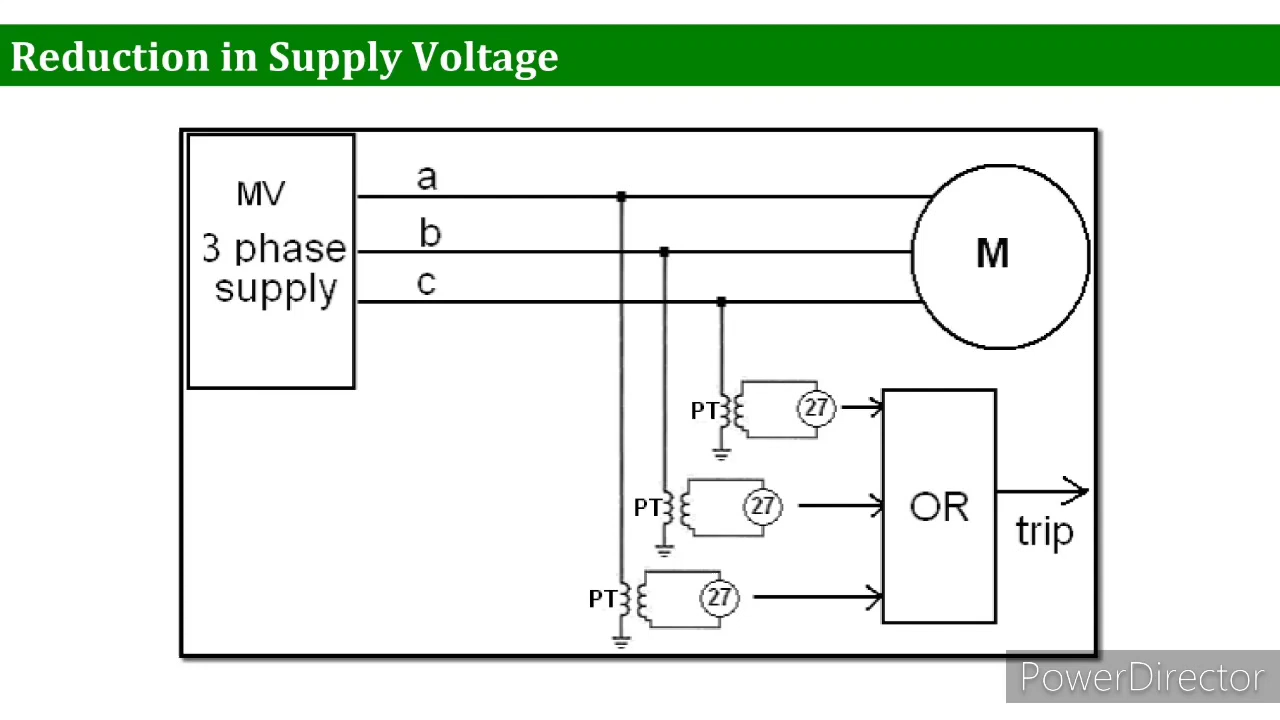 Reduction in Supply Voltage
MV
3 phase
supply
a
b
c
M
PT
27
PT
27
PT
27
OR
trip
PowerDirector